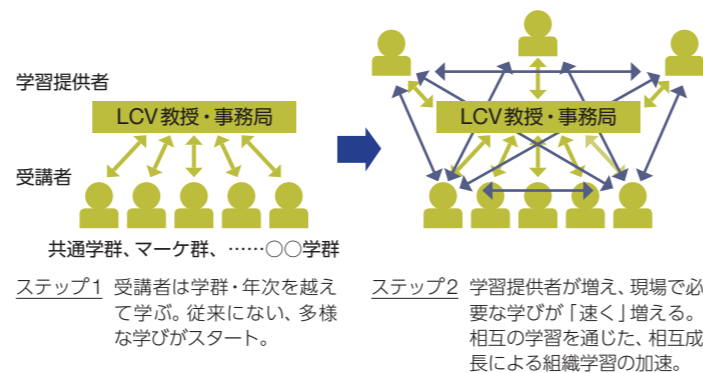 学習提供者
LCV教授・事務局
受講者
共通学群、マーケ群、……○○学群
ステップ1 受講者は学群・年次を越え
て学ぶ。従来にない、多様
な学びがスタート。
LCV教授・事務局
ステップ2 学習提供者が増え、現場で必
要な学びが「速く」増える。
相互の学習を通じた、相互成
長による組織学習の加速。